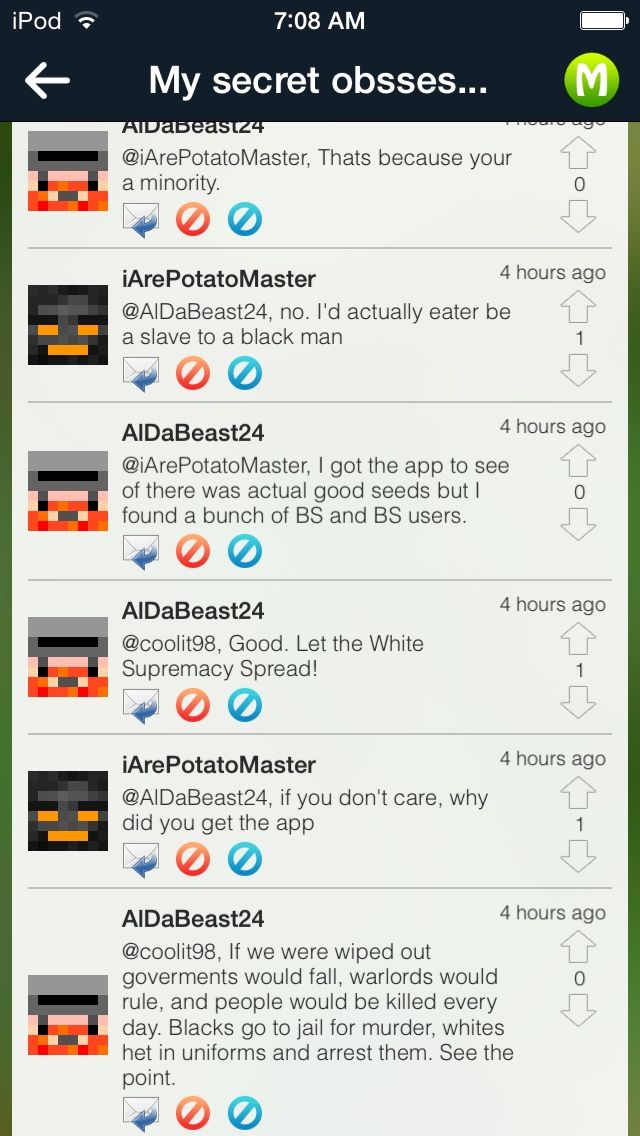 iPod 7:08 AM
My secret obsses... M
AlDaBeast24 4 hours ago
@iArePotatoMaster, Thats because your
a minority.
0
iArePotatoMaster 4 hours ago
@AlDaBeast24, no. I'd actually eater be
a slave to a black man
1
AlDaBeast24 4 hours ago
@iArePotatoMaster, I got the app to see
of there was actual good seeds but I
found a bunch of BS and BS users.
0
AlDaBeast24 4 hours ago
@coolit98, Good. Let the White
Supremacy Spread!
1
iArePotatoMaster 4 hours ago
@AlDaBeast24, if you don't care, why
did you get the app
1
AlDaBeast24 4 hours ago
@coolit98, If we were wiped out
goverments would fall, warlords would
rule, and people would be killed every
day. Blacks go to jail for murder, whites
het in uniforms and arrest them. See the
point.
0